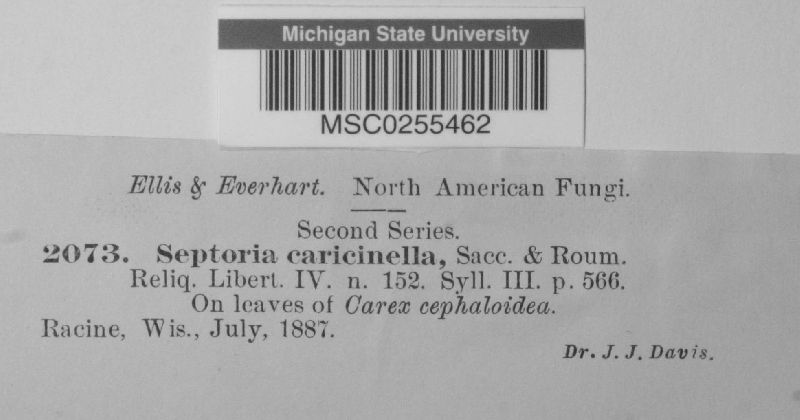 Michigan State University
MSC0255462
Ellis & Everhart. North American Fungi.
Second Series.
2073. Septoria caricinella, Sacc. & Roum.
Reliq. Libert. IV. n. 152. Syll. III. p. 566.
On leaves of Carex cephaloidea.
Racine, Wis., July, 1887.
Dr. J. J. Davis.